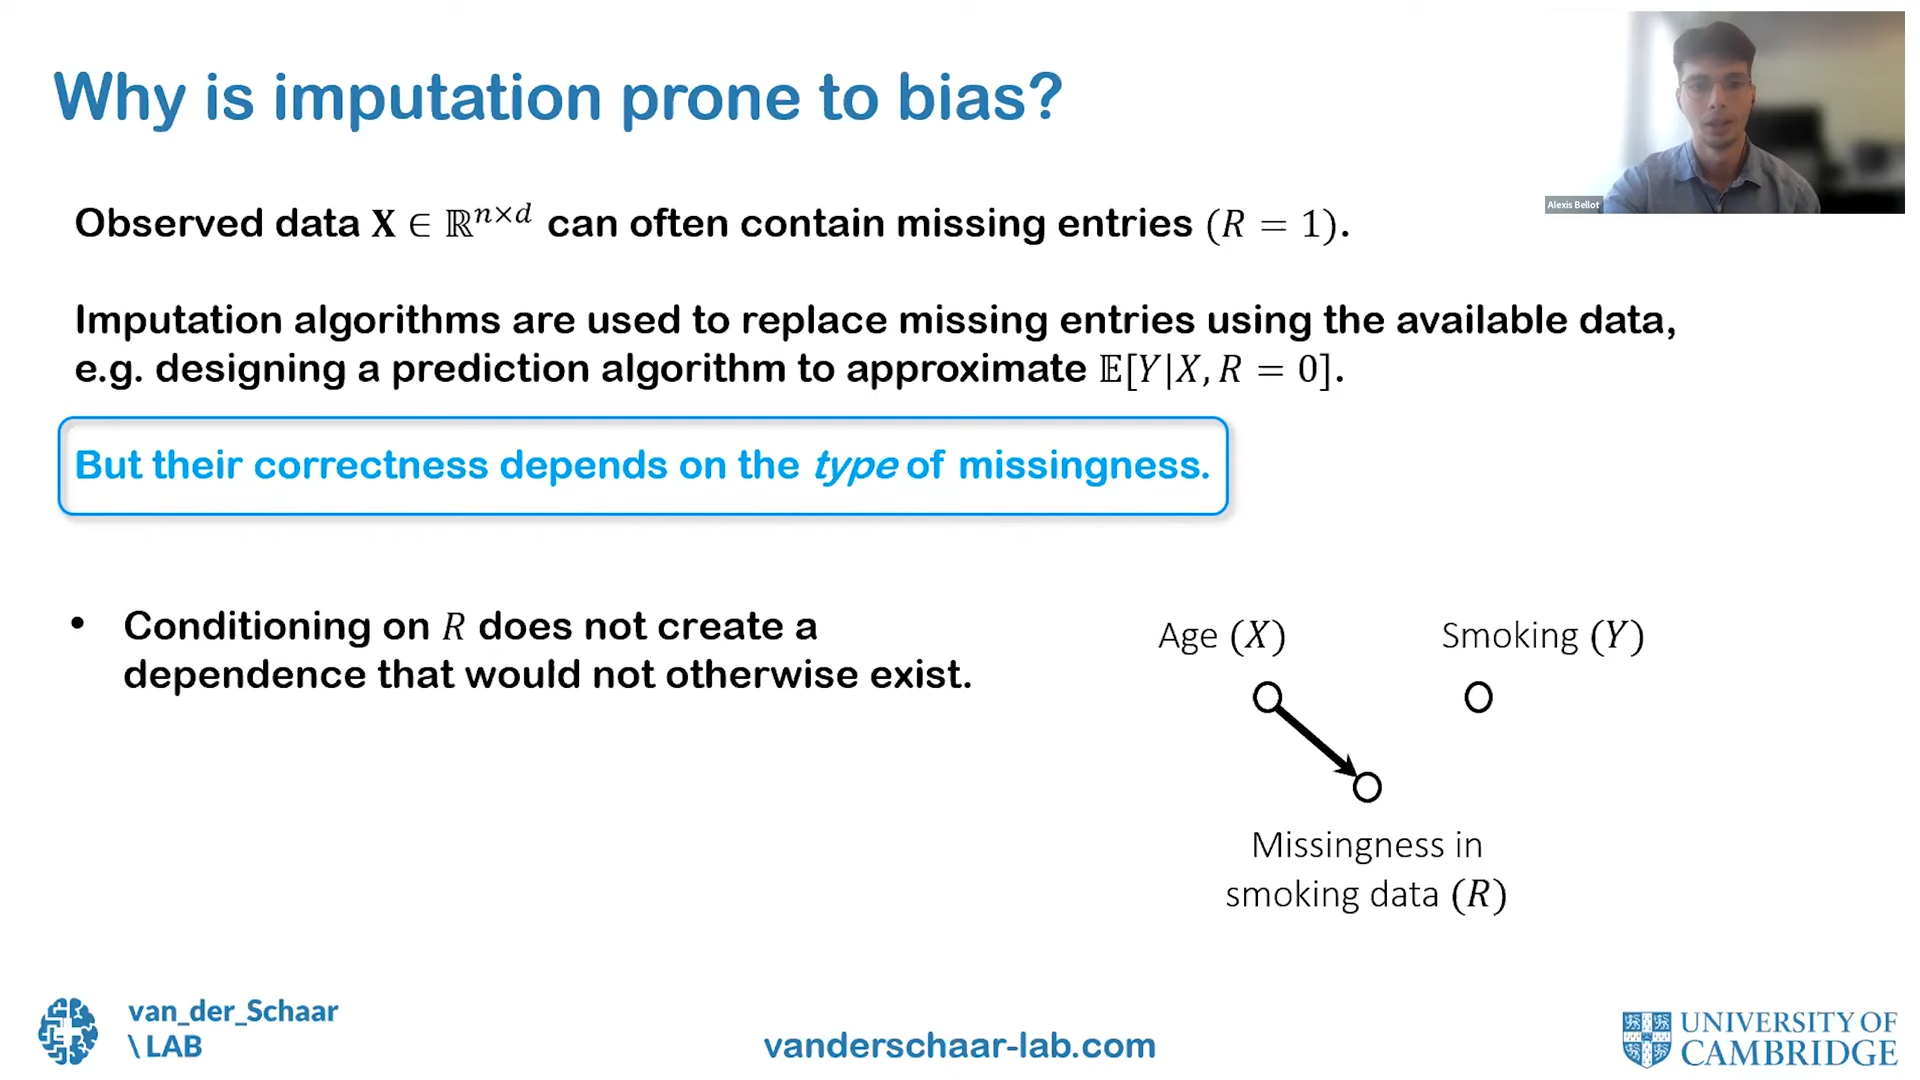 Why is imputation prone to bias?
Alexis Bellot
Observed data 𝐗 ∈ ℝ^{n×d} can often contain missing entries (R = 1).
Imputation algorithms are used to replace missing entries using the available data,
e.g. designing a prediction algorithm to approximate 𝔼[Y|X, R = 0].
But their correctness depends on the type of missingness.
• Conditioning on R does not create a
dependence that would not otherwise exist.
Age (X)
Smoking (Y)
Missingness in
smoking data (R)
van_der_Schaar
\ LAB
vanderschaar-lab.com
UNIVERSITY OF
CAMBRIDGE